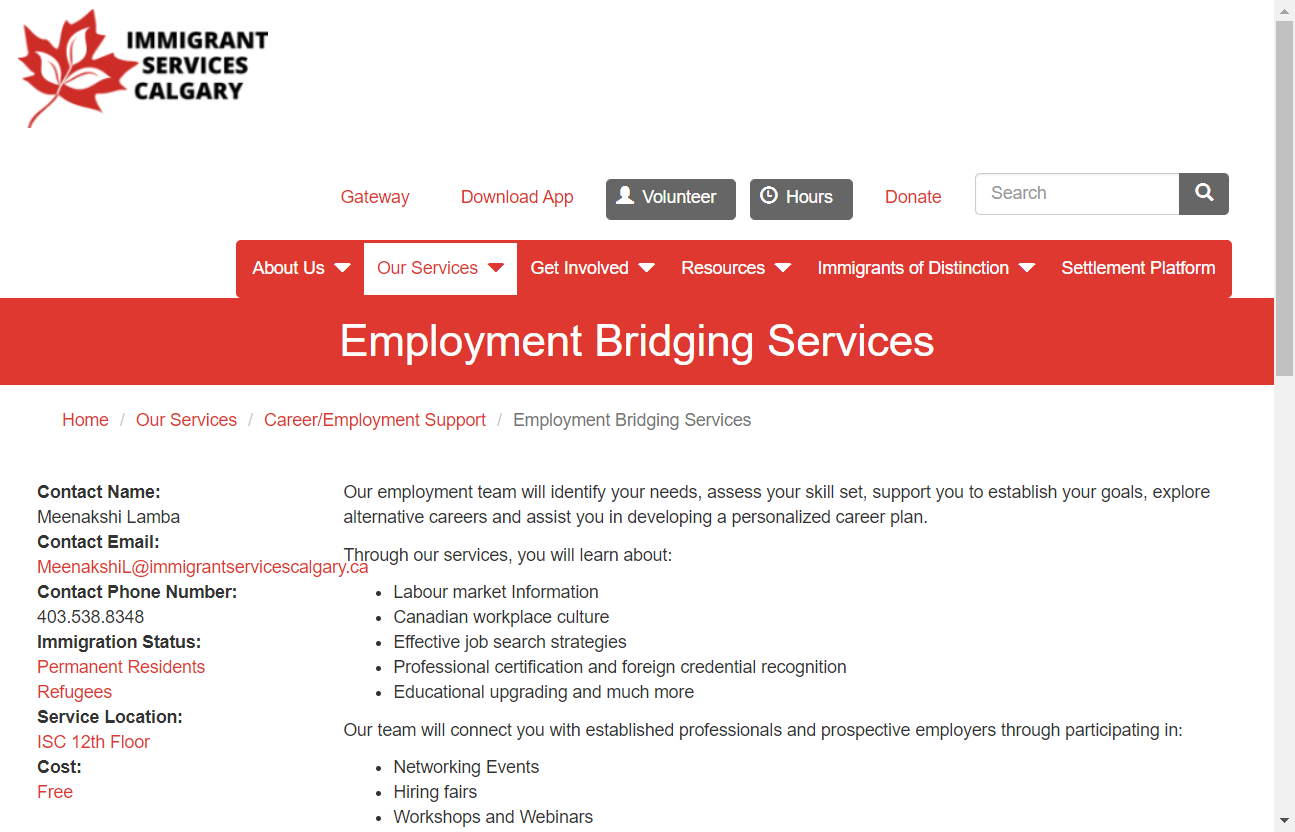 IMMIGRANT
SERVICES
CALGARY
Gateway Download App Volunteer Hours Donate Search
About Us Our Services Get Involved Resources Immigrants of Distinction Settlement Platform
Employment Bridging Services
Home / Our Services / Career/Employment Support / Employment Bridging Services
Contact Name:
Meenakshi Lamba
Contact Email:
MeenakshiL@immigrantservicescalgary.ca
Contact Phone Number:
403.538.8348
Immigration Status:
Permanent Residents
Refugees
Service Location:
ISC 12th Floor
Cost:
Free
Our employment team will identify your needs, assess your skill set, support you to establish your goals, explore
alternative careers and assist you in developing a personalized career plan.
Through our services, you will learn about:
• Labour market Information
• Canadian workplace culture
• Effective job search strategies
• Professional certification and foreign credential recognition
• Educational upgrading and much more
Our team will connect you with established professionals and prospective employers through participating in:
• Networking Events
• Hiring fairs
• Workshops and Webinars